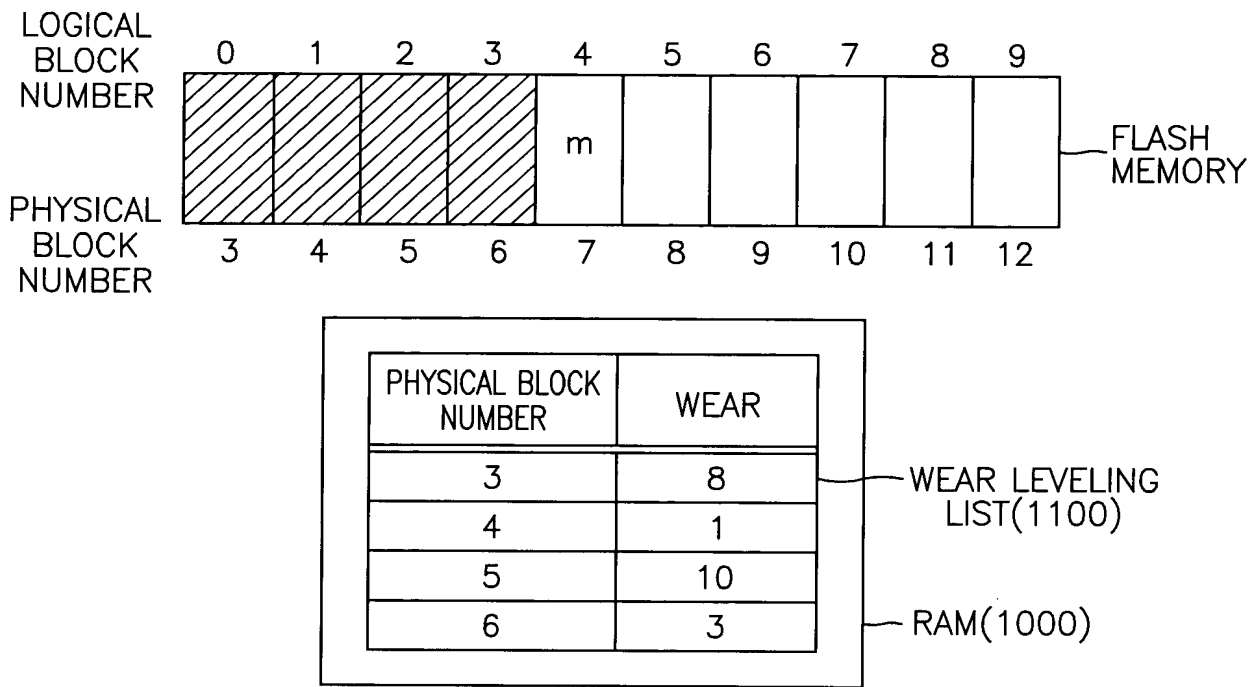 LOGICAL
BLOCK
NUMBER
0 1 2 3 4 5 6 7 8 9
m
FLASH
MEMORY
PHYSICAL
BLOCK
NUMBER
3 4 5 6 7 8 9 10 11 12
PHYSICAL BLOCK
NUMBER
WEAR
3 8
4 1
5 10
6 3
WEAR LEVELING
LIST(1100)
RAM(1000)